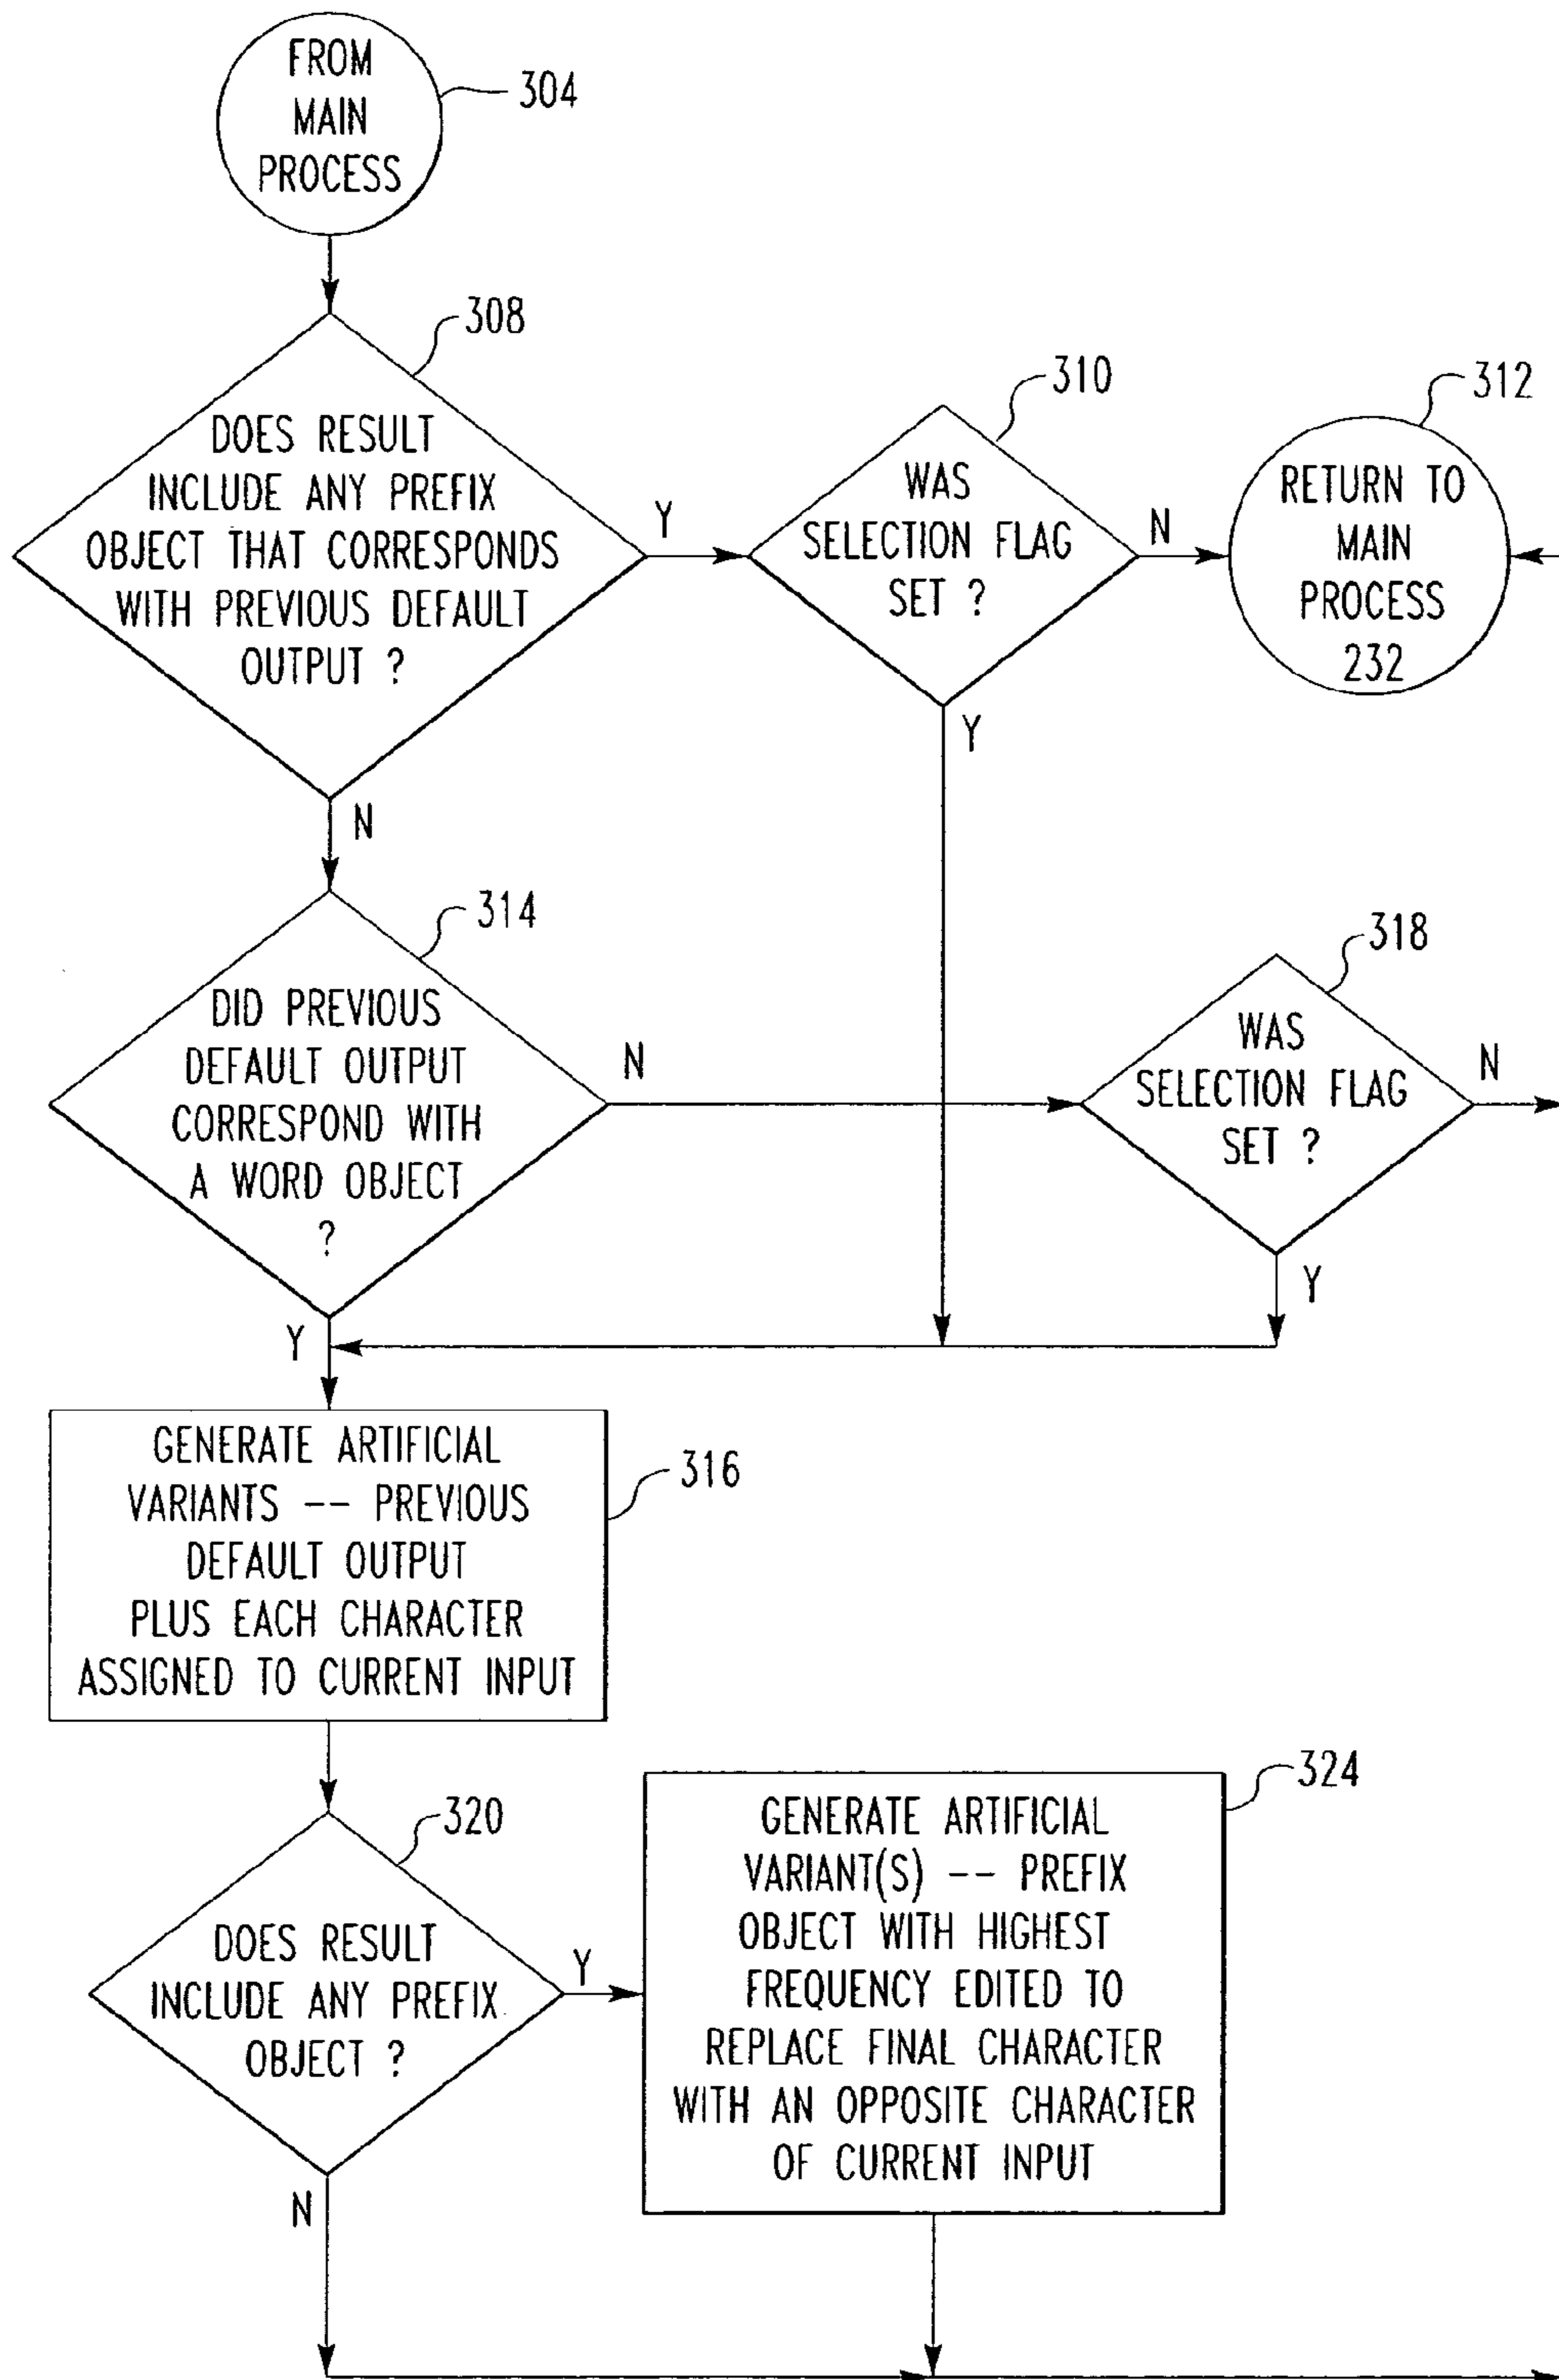 FROM
MAIN
PROCESS
304
308
DOES RESULT
INCLUDE ANY PREFIX
OBJECT THAT CORRESPONDS
WITH PREVIOUS DEFAULT
OUTPUT ?
Y
N
310
WAS
SELECTION FLAG
SET ?
N
Y
312
RETURN TO
MAIN
PROCESS
232
314
DID PREVIOUS
DEFAULT OUTPUT
CORRESPOND WITH
A WORD OBJECT
?
N
Y
318
WAS
SELECTION FLAG
SET ?
N
Y
316
GENERATE ARTIFICIAL
VARIANTS -- PREVIOUS
DEFAULT OUTPUT
PLUS EACH CHARACTER
ASSIGNED TO CURRENT INPUT
320
DOES RESULT
INCLUDE ANY PREFIX
OBJECT ?
Y
N
324
GENERATE ARTIFICIAL
VARIANT(S) -- PREFIX
OBJECT WITH HIGHEST
FREQUENCY EDITED TO
REPLACE FINAL CHARACTER
WITH AN OPPOSITE CHARACTER
OF CURRENT INPUT